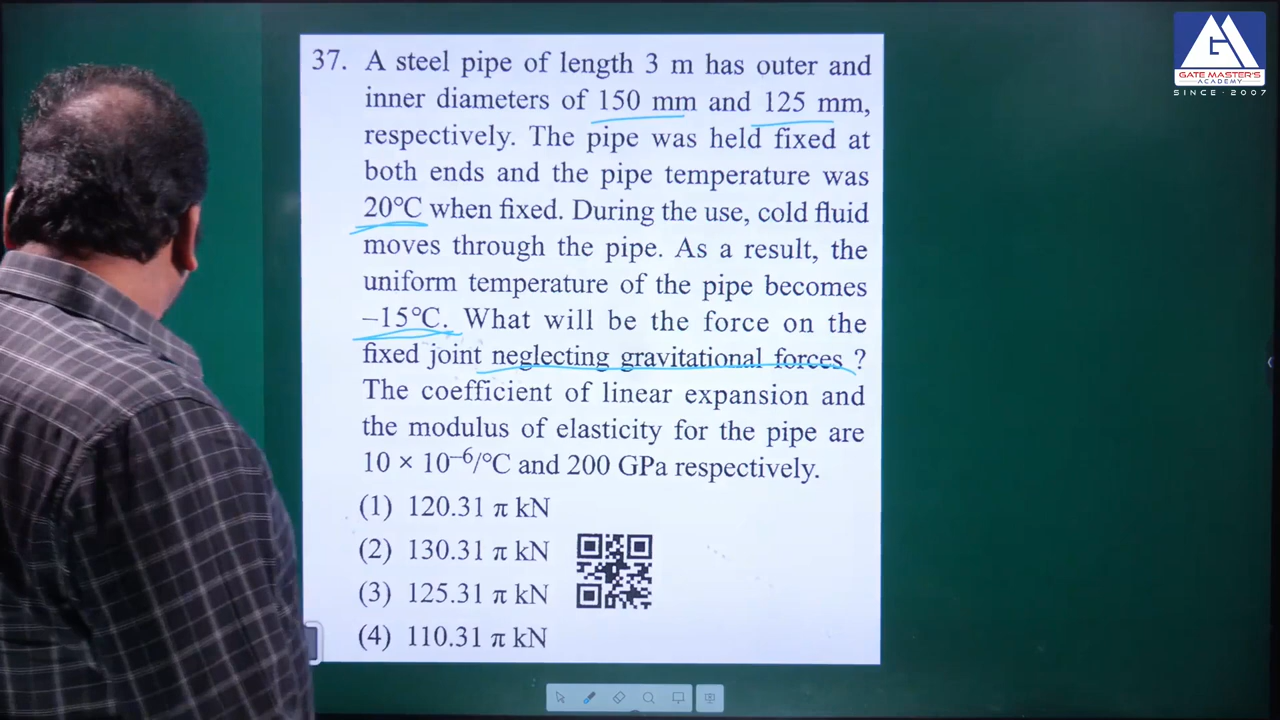 37. A steel pipe of length 3 m has outer and
inner diameters of 150 mm and 125 mm,
respectively. The pipe was held fixed at
both ends and the pipe temperature was
20°C when fixed. During the use, cold fluid
moves through the pipe. As a result, the
uniform temperature of the pipe becomes
–15°C. What will be the force on the
fixed joint neglecting gravitational forces ?
The coefficient of linear expansion and
the modulus of elasticity for the pipe are
10 × 10⁻⁶/°C and 200 GPa respectively.
(1) 120.31 π kN
(2) 130.31 π kN
(3) 125.31 π kN
(4) 110.31 π kN
GATE MASTER'S
ACADEMY
SINCE · 2007